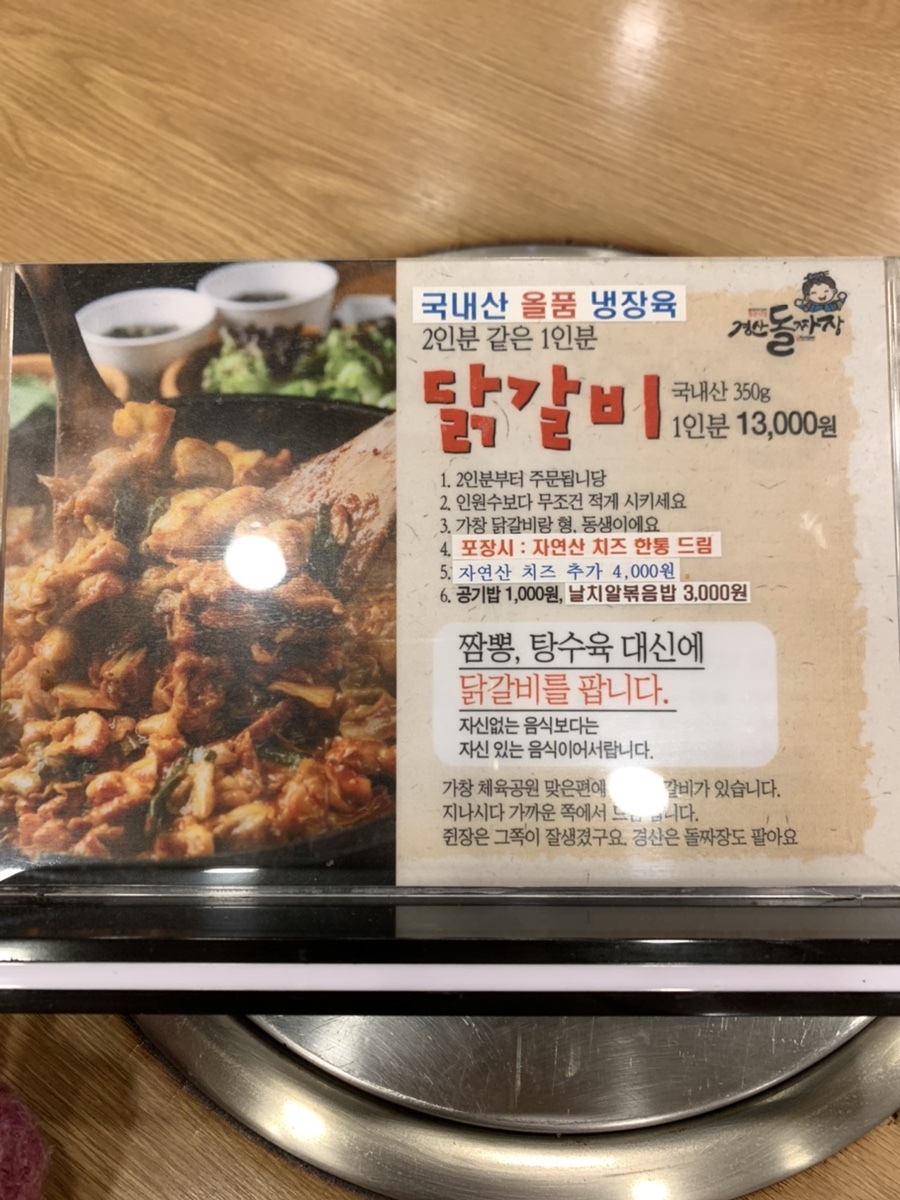 국내산 올품 냉장육
2인분 같은 1인분
경산 돌짜장
닭갈비
국내산 350g
1인분 13,000원
1. 2인분부터 주문됩니당
2. 인원수보다 무조건 적게 시키세요
3. 가창 닭갈비랑 형, 동생이에요
4. 포장시 : 자연산 치즈 한통 드림
5. 자연산 치즈 추가 4,000원
6. 공기밥 1,000원, 날치알볶음밥 3,000원
짬뽕, 탕수육 대신에
닭갈비를 팝니다.
자신없는 음식보다는
자신 있는 음식이어서랍니다.
가창 체육공원 맞은편에 갈비가 있습니다.
지나시다 가까운 쪽에서
쥔장은 그쪽이 잘생겼구요. 경산은 돌짜장도 팔아요